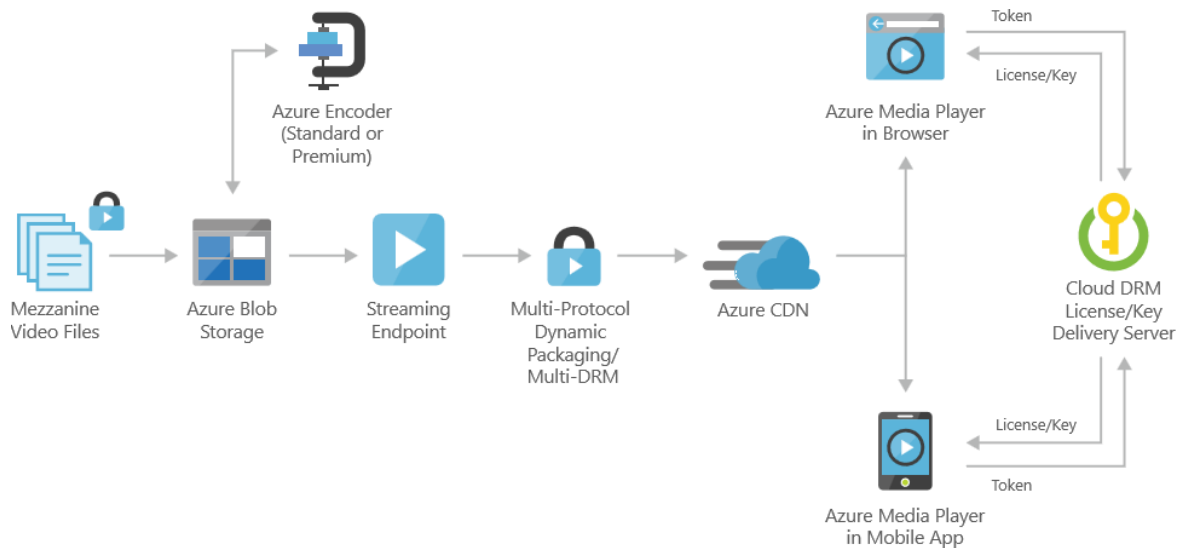 Token
License/Key
Azure Encoder
(Standard or
Premium)
Azure Media Player
in Browser
Mezzanine
Video Files
Azure Blob
Storage
Streaming
Endpoint
Multi-Protocol
Dynamic
Packaging/
Multi-DRM
Azure CDN
Cloud DRM
License/Key
Delivery Server
License/Key
Token
Azure Media Player
in Mobile App